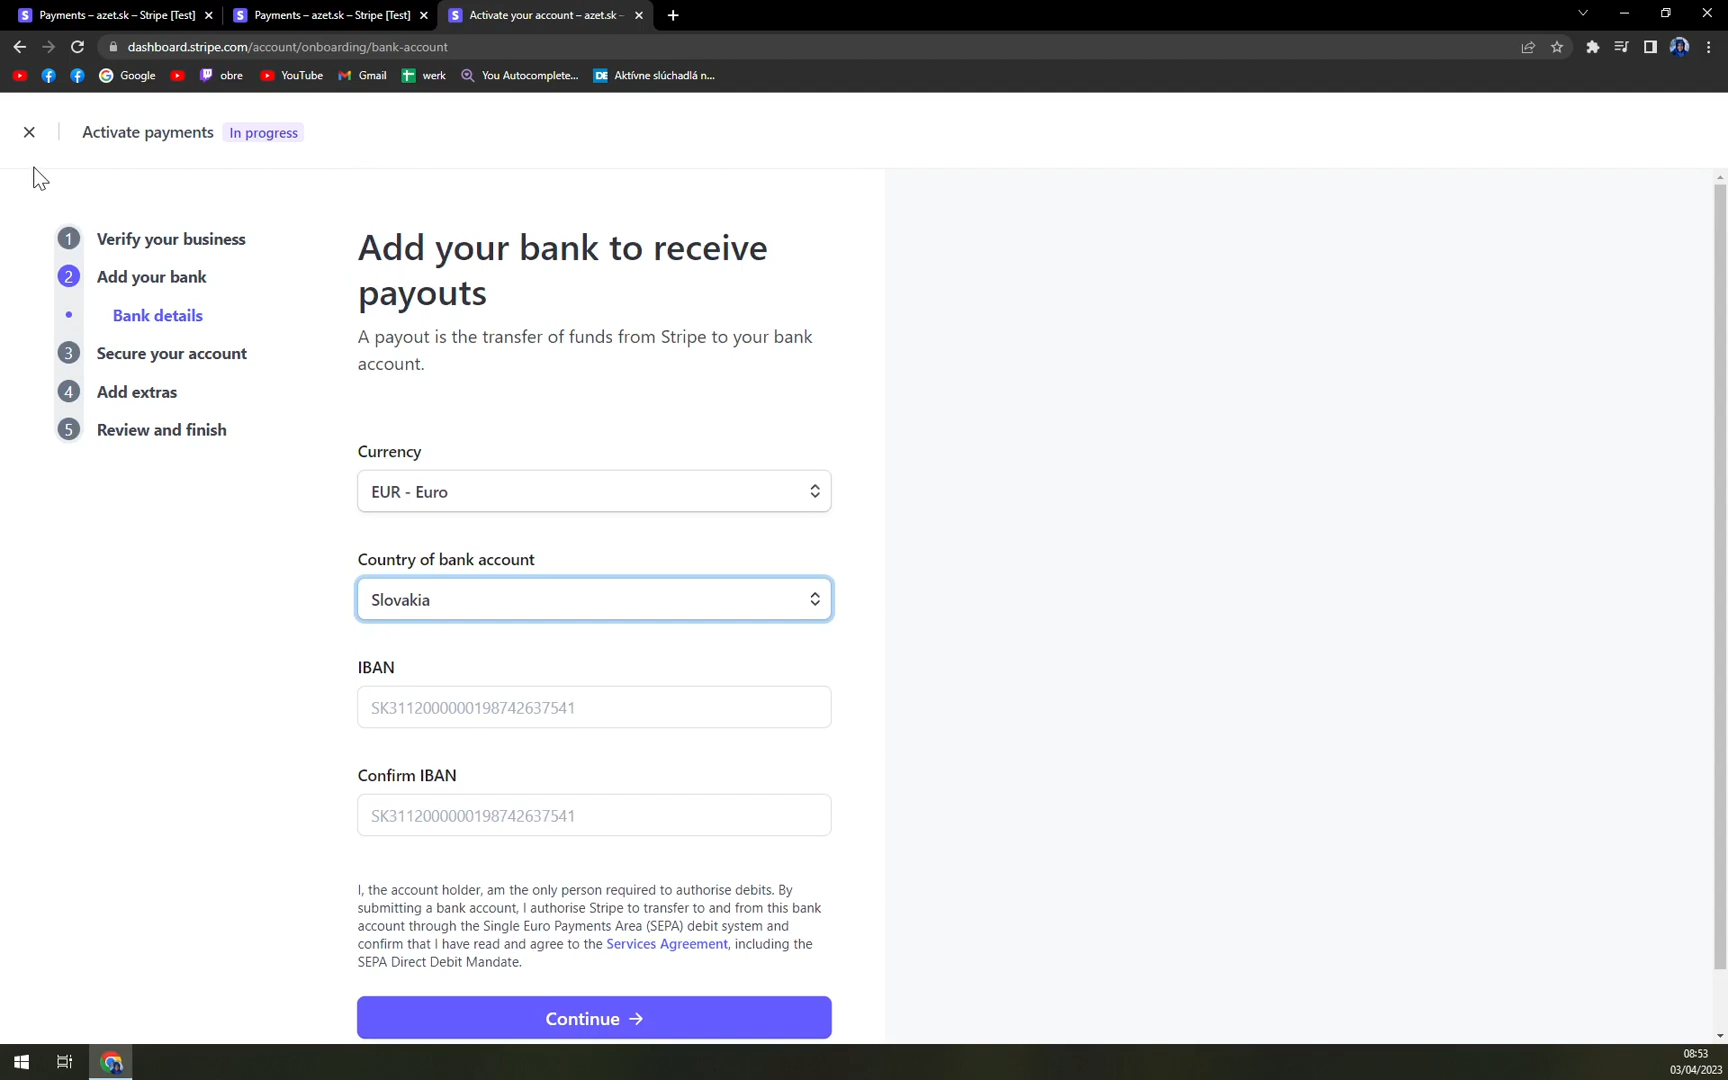 Payments – azet.sk – Stripe [Test]
Payments – azet.sk – Stripe [Test]
Activate your account – azet.sk –
dashboard.stripe.com/account/onboarding/bank-account
Google
obre
YouTube
Gmail
werk
You Autocomplete...
DE
Aktívne slúchadlá n...
Activate payments
In progress
1 Verify your business
2 Add your bank
Bank details
3 Secure your account
4 Add extras
5 Review and finish
Add your bank to receive
payouts
A payout is the transfer of funds from Stripe to your bank
account.
Currency
EUR - Euro
Country of bank account
Slovakia
IBAN
SK3112000000198742637541
Confirm IBAN
SK3112000000198742637541
I, the account holder, am the only person required to authorise debits. By
submitting a bank account, I authorise Stripe to transfer to and from this bank
account through the Single Euro Payments Area (SEPA) debit system and
confirm that I have read and agree to the Services Agreement, including the
SEPA Direct Debit Mandate.
Continue →
08:53
03/04/2023